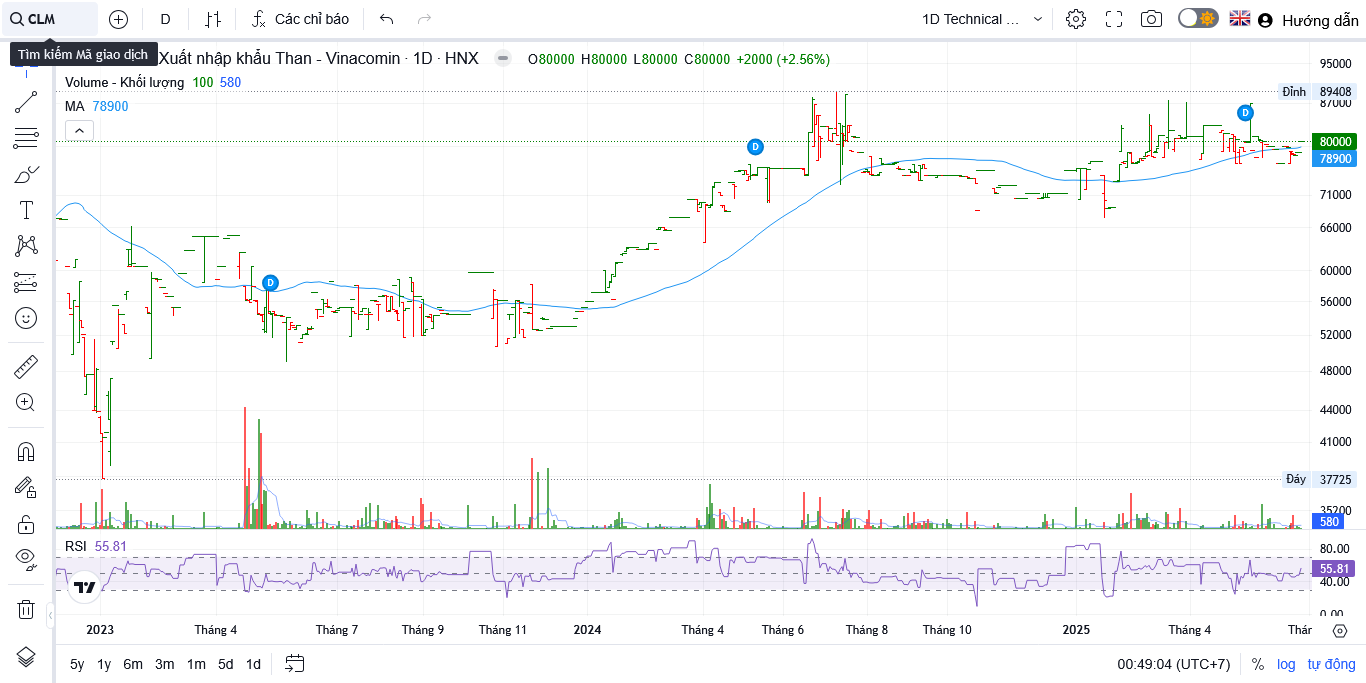 CLM
D
Các chỉ báo
1D Technical ...
Hướng dẫn
Tìm kiếm Mã giao dịch
Xuất nhập khẩu Than - Vinacomin · 1D · HNX
O80000 H80000 L80000 C80000 +2000 (+2.56%)
Volume - Khối lượng 100 580
MA 78900
95000
Đỉnh 89408
87000
80000
78900
71000
66000
60000
56000
52000
48000
44000
41000
Đáy 37725
35200
580
D
D
D
RSI 55.81
80.00
55.81
40.00
0.00
2023 Tháng 4 Tháng 7 Tháng 9 Tháng 11 2024 Tháng 4 Tháng 6 Tháng 8 Tháng 10 2025 Tháng 4 Thár
5y 1y 6m 3m 1m 5d 1d
00:49:04 (UTC+7) % log tự động